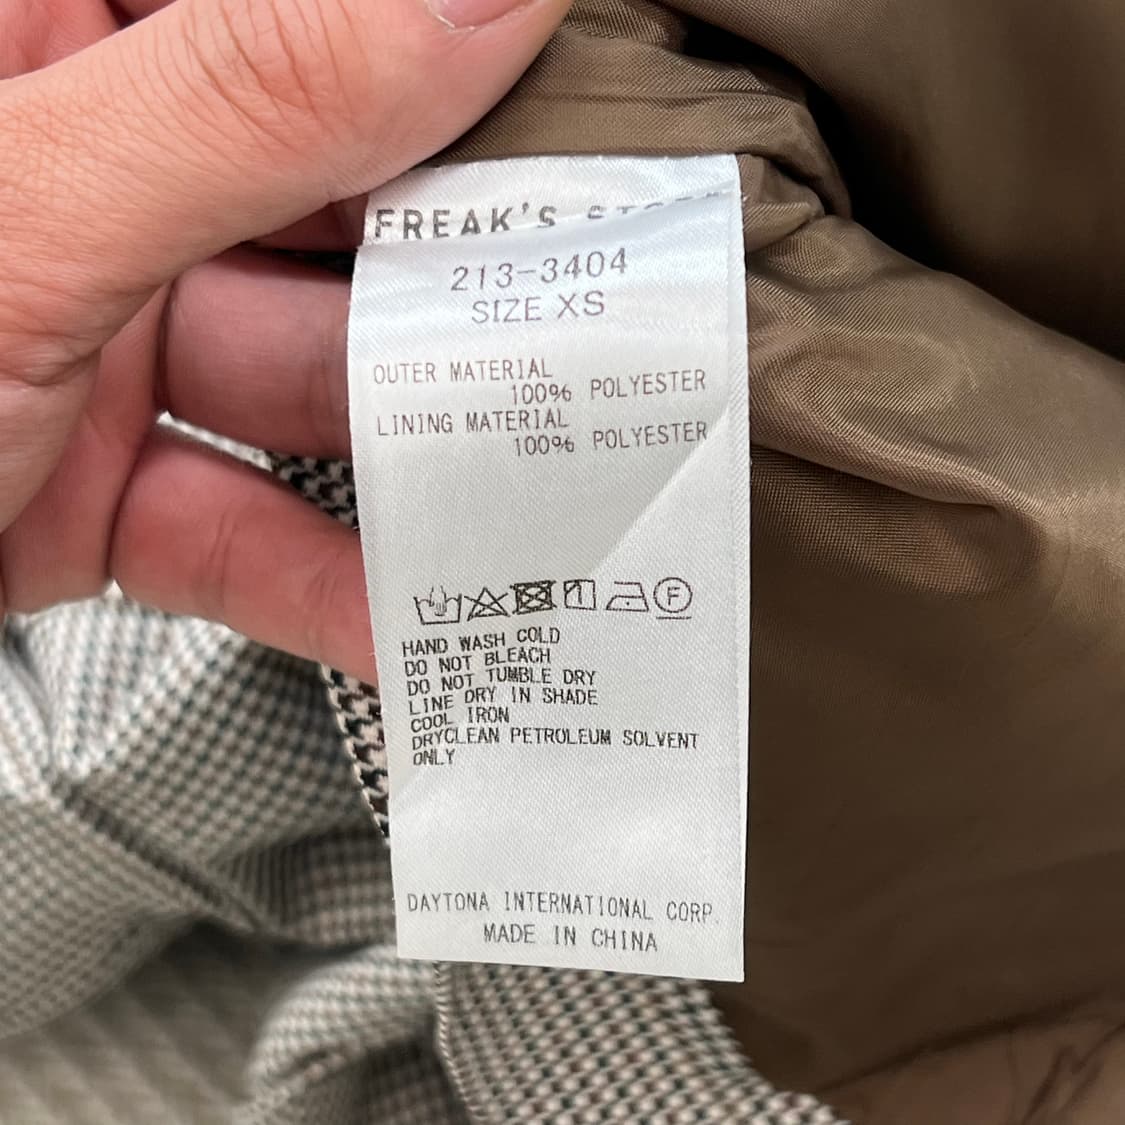 FREAK'S
213-3404
SIZE XS
OUTER MATERIAL
100% POLYESTER
LINING MATERIAL
100% POLYESTER
F
HAND WASH COLD
DO NOT BLEACH
DO NOT TUMBLE DRY
LINE DRY IN SHADE
COOL IRON
DRYCLEAN PETROLEUM SOLVENT
ONLY
DAYTONA INTERNATIONAL CORP.
MADE IN CHINA